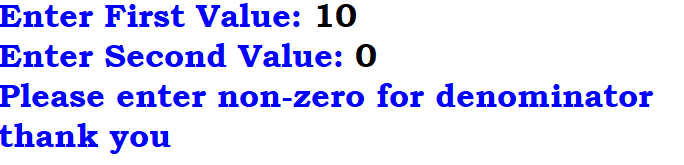 Enter First Value: 10
Enter Second Value: 0
Please enter non-zero for denominator
thank you